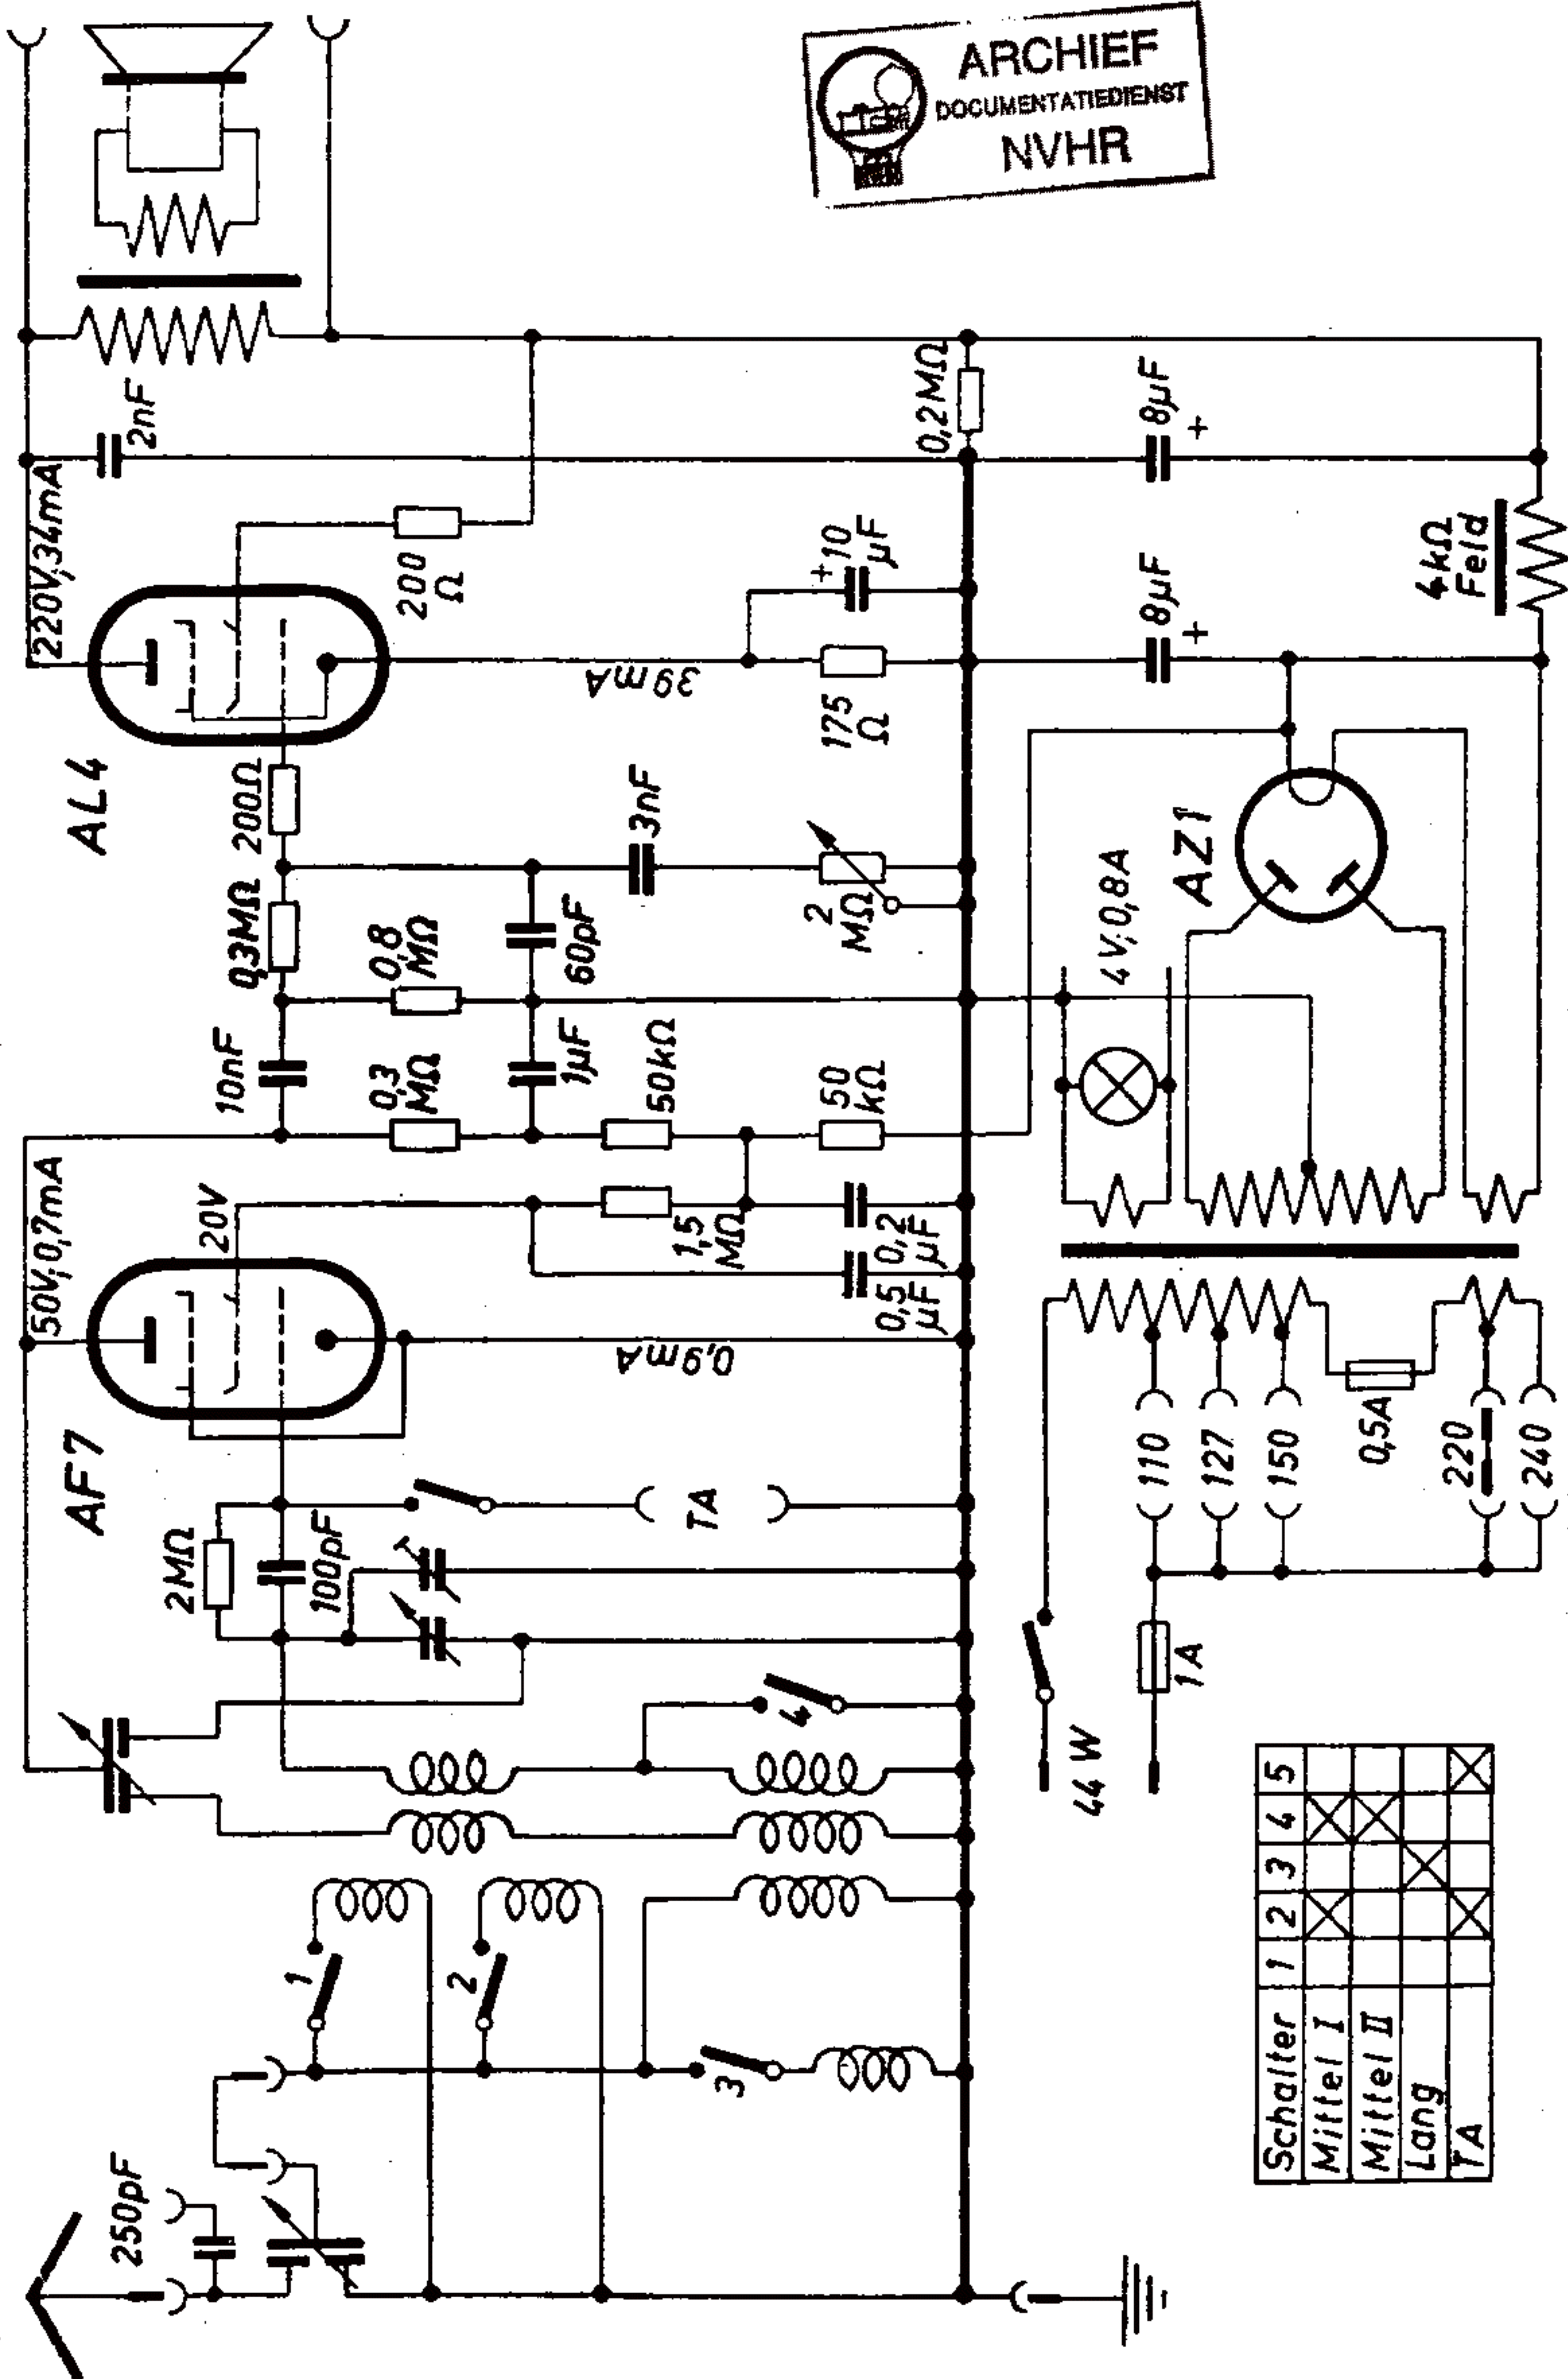 ARCHIEF
DOCUMENTATIEDIENST
NVHR
250pF
1
2
3
4
2MΩ
100pF
TA
AF7
50V; 0,7mA
20V
0,9mA
1,5 MΩ
0,5 µF
0,2 µF
10nF
0,3 MΩ
1µF
50kΩ
50 kΩ
0,3MΩ
0,8 MΩ
60pF
200Ω
3nF
2 MΩ
AL4
220V; 34mA
39mA
200 Ω
175 Ω
10 µF
+
2nF
0,2MΩ
8µF
+
8µF
+
4kΩ
Feld
AZ1
4V; 0,8A
44 W
1A
110
127
150
0,5A
220
240
Schalter 1 2 3 4 5
Mittel I
Mittel II
Lang
TA